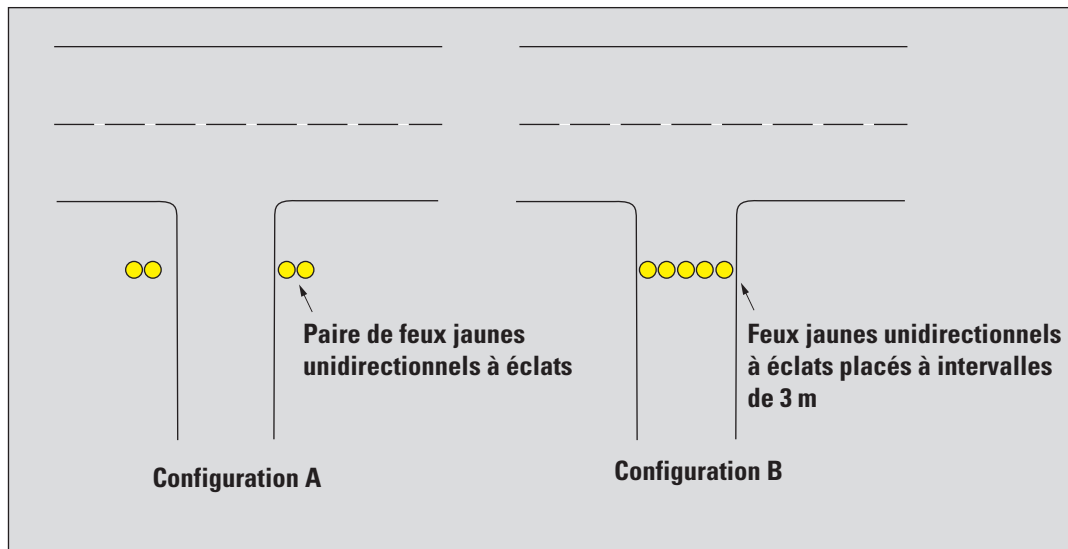 Paire de feux jaunes
unidirectionnels à éclats
Configuration A
Feux jaunes unidirectionnels
à éclats placés à intervalles
de 3 m
Configuration B